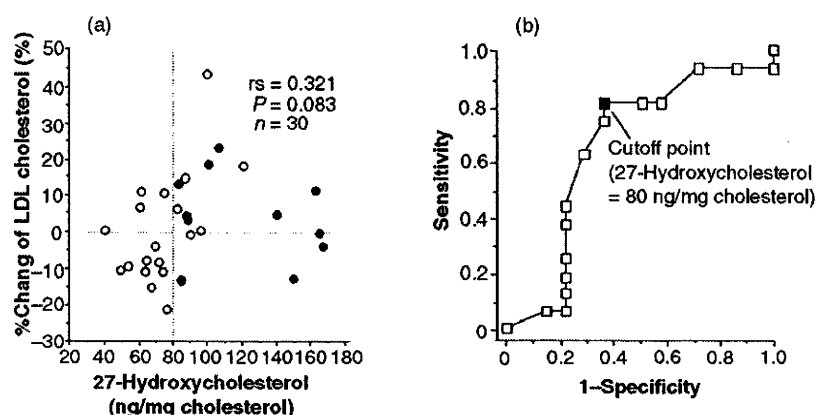 (a)
50
40
30
20
10
0
–10
–20
–30
%Chang of LDL cholesterol (%)
rs = 0.321
P = 0.083
n = 30
20 40 60 80 100 120 140 160 180
27-Hydroxycholesterol
(ng/mg cholesterol)
(b)
1.0
0.8
0.6
0.4
0.2
0
Sensitivity
Cutoff point
(27-Hydroxycholesterol
= 80 ng/mg cholesterol)
0 0.2 0.4 0.6 0.8 1.0
1–Specificity